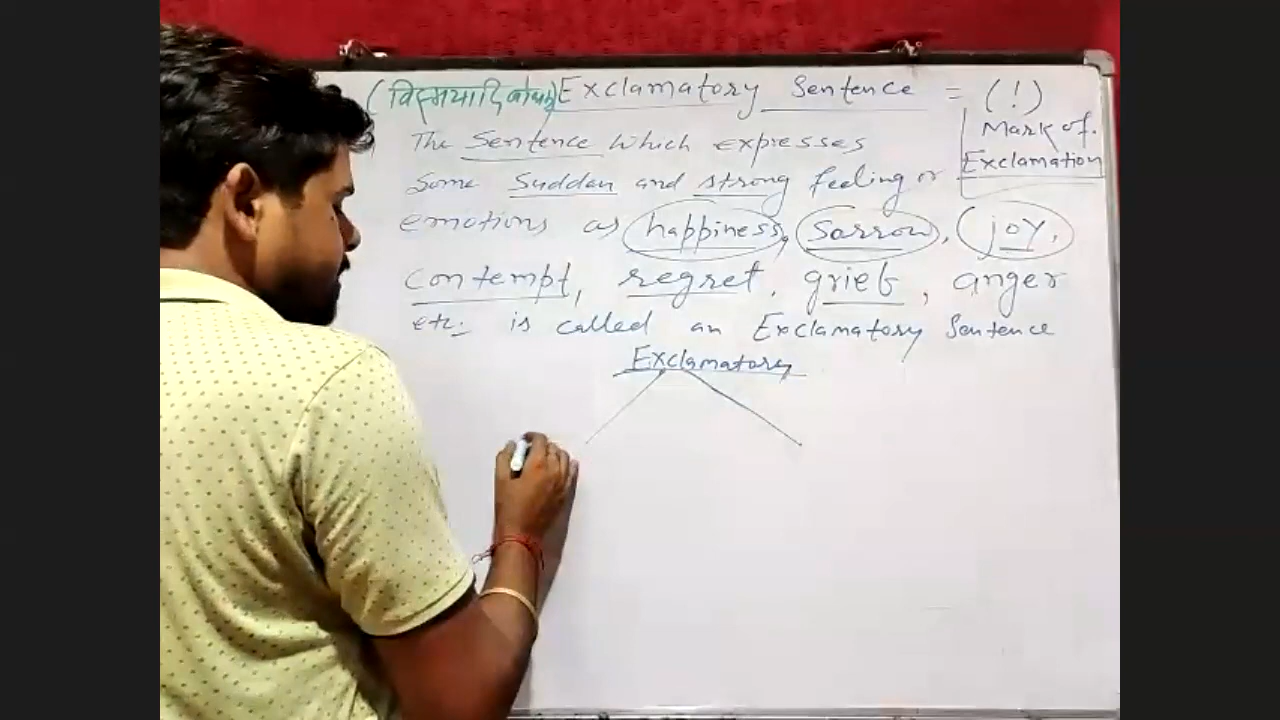 (विस्मयादिबोधक) Exclamatory Sentence = (!)
Mark of.
Exclamation
The Sentence which expresses
Some Sudden and strong feeling or
emotions as happiness, sorrow, joy,
contempt, regret, grief, anger
etc. is called an Exclamatory Sentence
Exclamatory